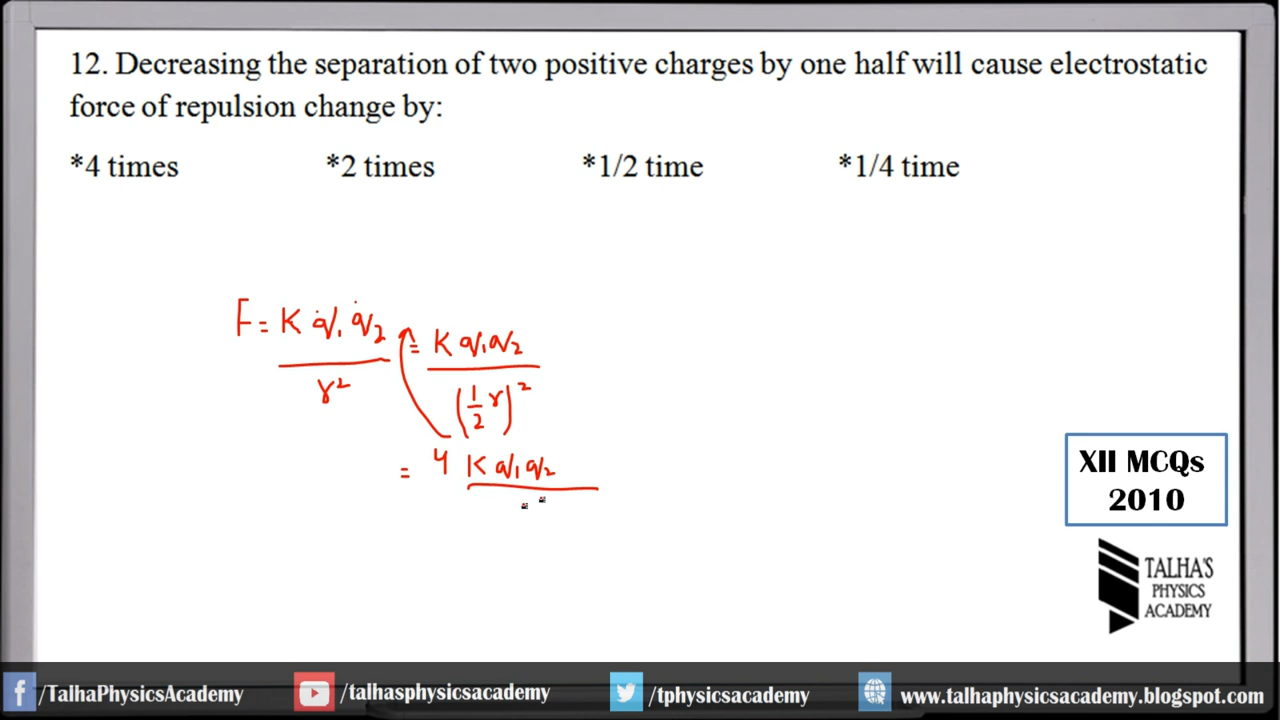 12. Decreasing the separation of two positive charges by one half will cause electrostatic
force of repulsion change by:
*4 times *2 times *1/2 time *1/4 time
F = K q1 q2 = K q1 q2
r² (1/2 r)²
= 4 K q1 q2
XII MCQs
2010
TALHA'S
PHYSICS
ACADEMY
/TalhaPhysicsAcademy /talhasphysicsacademy /tphysicsacademy www.talhaphysicsacademy.blogspot.com